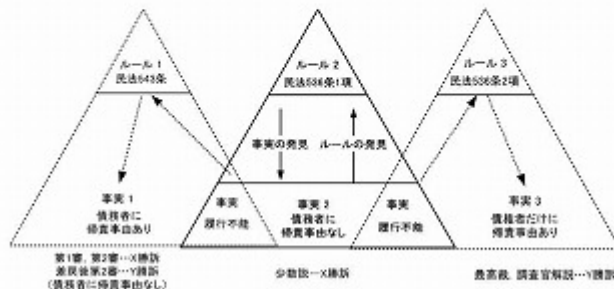 ルール 1
民法543条
ルール 2
民法536条1項
ルール 3
民法536条2項
事実の発見
ルールの発見
事実 1
債務者に
帰責事由あり
事実
履行不能
事実 2
債務者に
帰責事由なし
事実
履行不能
事実 3
債権者だけに
帰責事由あり
第1審，第2審…X勝訴
差戻後第2審…Y勝訴
(債務者に帰責事由なし)
少数説…X勝訴
最高裁，調査官解説…Y勝訴